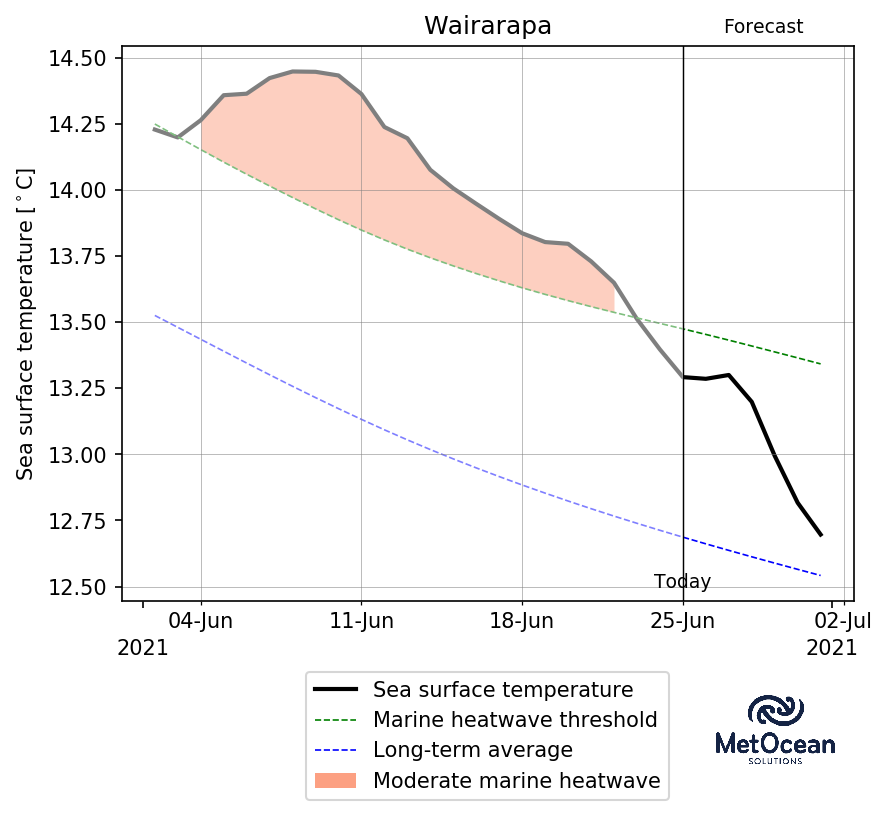 Wairarapa
Forecast
Sea surface temperature [°C]
14.50
14.25
14.00
13.75
13.50
13.25
13.00
12.75
12.50
Today
04-Jun 11-Jun 18-Jun 25-Jun 02-Jul
2021 2021
Sea surface temperature
Marine heatwave threshold
Long-term average
Moderate marine heatwave
MetOcean
SOLUTIONS